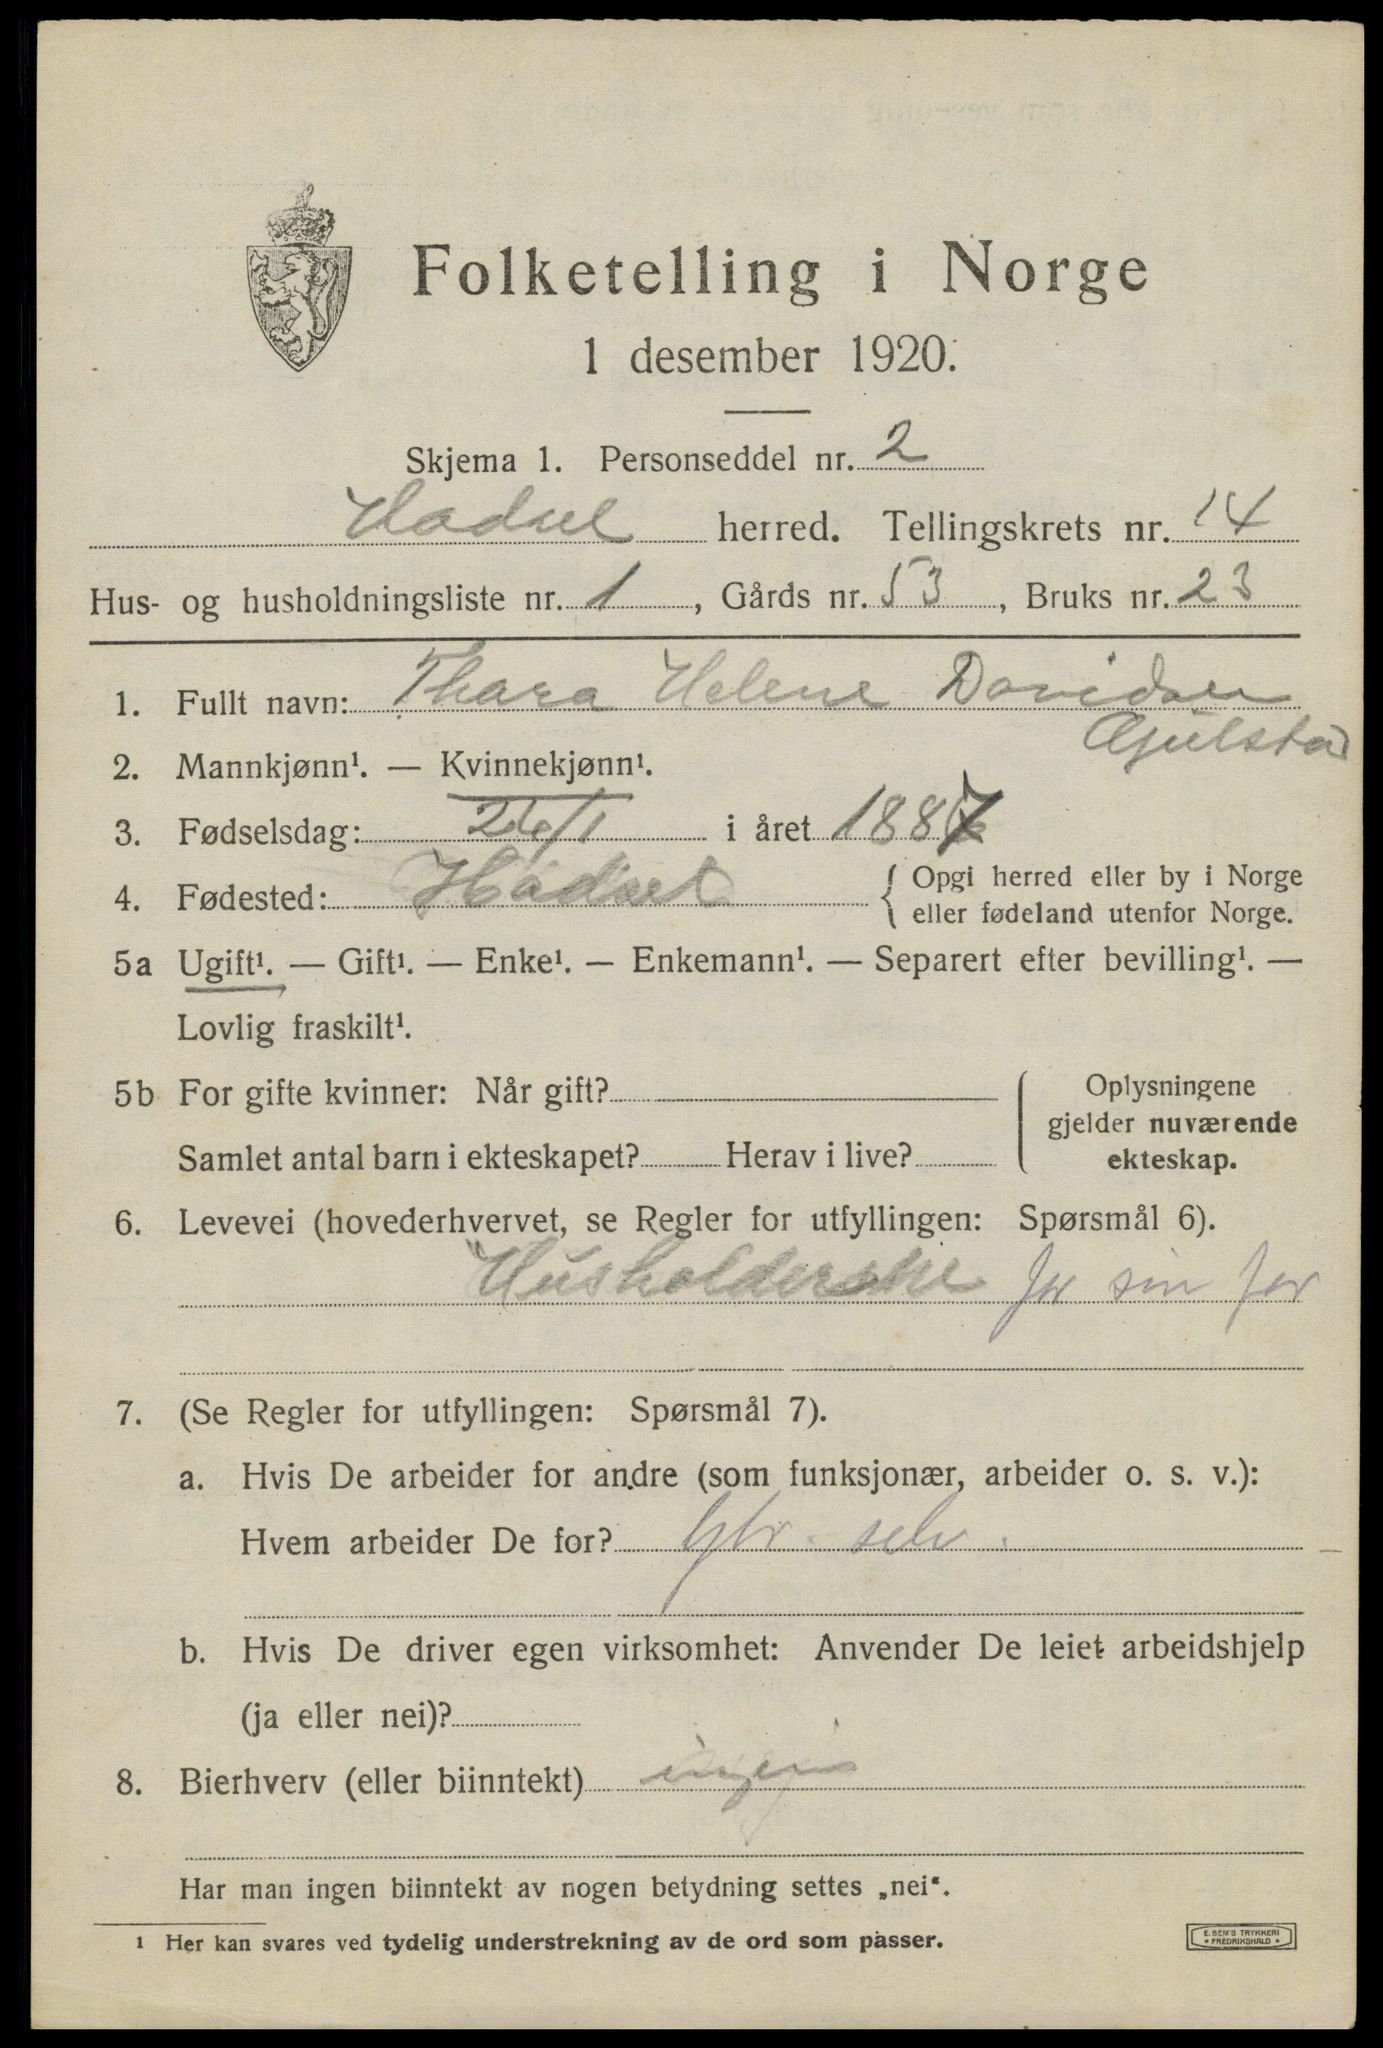 Folketelling i Norge
1 desember 1920.
Skjema 1. Personseddel nr. 2
Hadsel herred. Tellingskrets nr. 14
Hus- og husholdningsliste nr. 1, Gårds nr. 53, Bruks nr. 23
1. Fullt navn: Thara Helene Davidsen
Gjulstad
2. Mannkjønn¹. — Kvinnekjønn¹.
3. Fødselsdag: 26/1 i året 1887
4. Fødested: Hadsel { Opgi herred eller by i Norge
eller fødeland utenfor Norge.
5a Ugift¹. — Gift¹. — Enke¹. — Enkemann¹. — Separert efter bevilling¹. —
Lovlig fraskilt¹.
5b For gifte kvinner: Når gift? Oplysningene
gjelder nuværende
Samlet antal barn i ekteskapet? Herav i live? ekteskap.
6. Levevei (hovederhvervet, se Regler for utfyllingen: Spørsmål 6).
Husholderske for sin far
7. (Se Regler for utfyllingen: Spørsmål 7).
a. Hvis De arbeider for andre (som funksjonær, arbeider o. s. v.):
Hvem arbeider De for? selv.
b. Hvis De driver egen virksomhet: Anvender De leiet arbeidshjelp
(ja eller nei)?
8. Bierhverv (eller biinntekt) ingen
Har man ingen biinntekt av nogen betydning settes „nei“.
1 Her kan svares ved tydelig understrekning av de ord som passer.
E. SEM'S TRYKKERI
* FREDRIKSHALD *